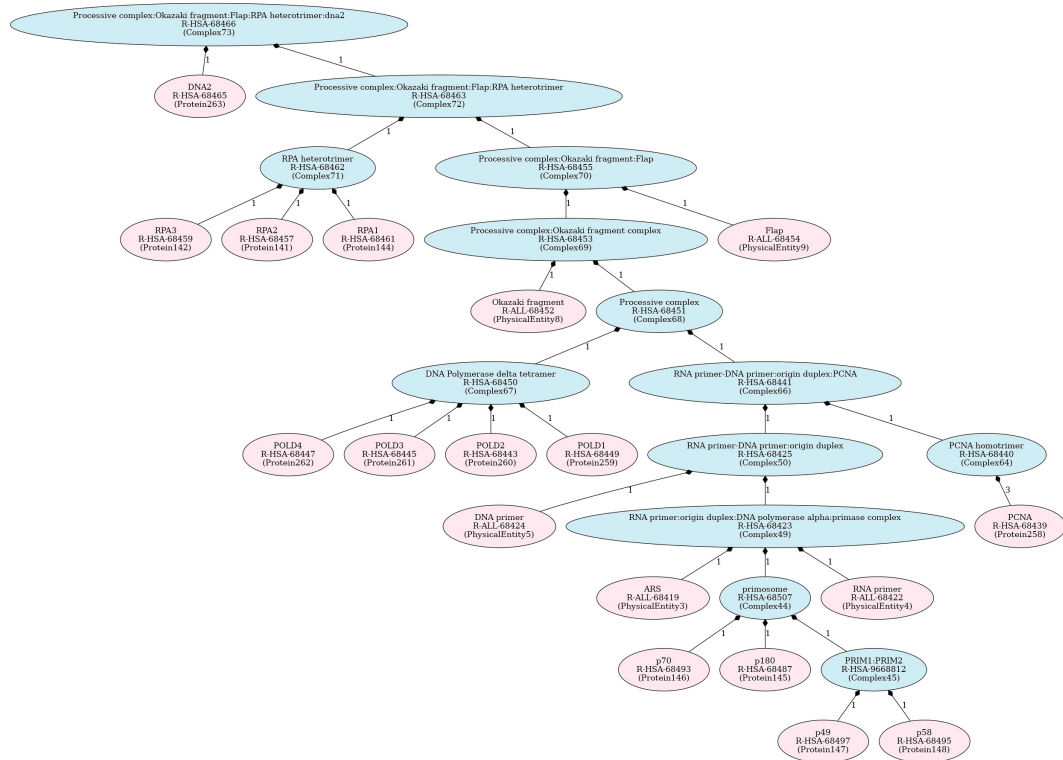 Processive complex:Okazaki fragment:Flap:RPA heterotrimer:dna2
R-HSA-68466
(Complex73)
1
1
DNA2
R-HSA-68465
(Protein263)
Processive complex:Okazaki fragment:Flap:RPA heterotrimer
R-HSA-68463
(Complex72)
1
1
RPA heterotrimer
R-HSA-68462
(Complex71)
Processive complex:Okazaki fragment:Flap
R-HSA-68455
(Complex70)
1
1
1
1
1
RPA3
R-HSA-68459
(Protein142)
RPA2
R-HSA-68457
(Protein141)
RPA1
R-HSA-68461
(Protein144)
Processive complex:Okazaki fragment complex
R-HSA-68453
(Complex69)
Flap
R-ALL-68454
(PhysicalEntity9)
1
1
Okazaki fragment
R-ALL-68452
(PhysicalEntity8)
Processive complex
R-HSA-68451
(Complex68)
1
1
DNA Polymerase delta tetramer
R-HSA-68450
(Complex67)
RNA primer-DNA primer:origin duplex:PCNA
R-HSA-68441
(Complex66)
1
1
1
1
1
1
POLD4
R-HSA-68447
(Protein262)
POLD3
R-HSA-68445
(Protein261)
POLD2
R-HSA-68443
(Protein260)
POLD1
R-HSA-68449
(Protein259)
RNA primer-DNA primer:origin duplex
R-HSA-68425
(Complex50)
PCNA homotrimer
R-HSA-68440
(Complex64)
1
1
3
DNA primer
R-ALL-68424
(PhysicalEntity5)
RNA primer:origin duplex:DNA polymerase alpha:primase complex
R-HSA-68423
(Complex49)
PCNA
R-HSA-68439
(Protein258)
1
1
1
ARS
R-ALL-68419
(PhysicalEntity3)
primosome
R-HSA-68507
(Complex44)
RNA primer
R-ALL-68422
(PhysicalEntity4)
1
1
1
p70
R-HSA-68493
(Protein146)
p180
R-HSA-68487
(Protein145)
PRIM1:PRIM2
R-HSA-9668812
(Complex45)
1
1
p49
R-HSA-68497
(Protein147)
p58
R-HSA-68495
(Protein148)